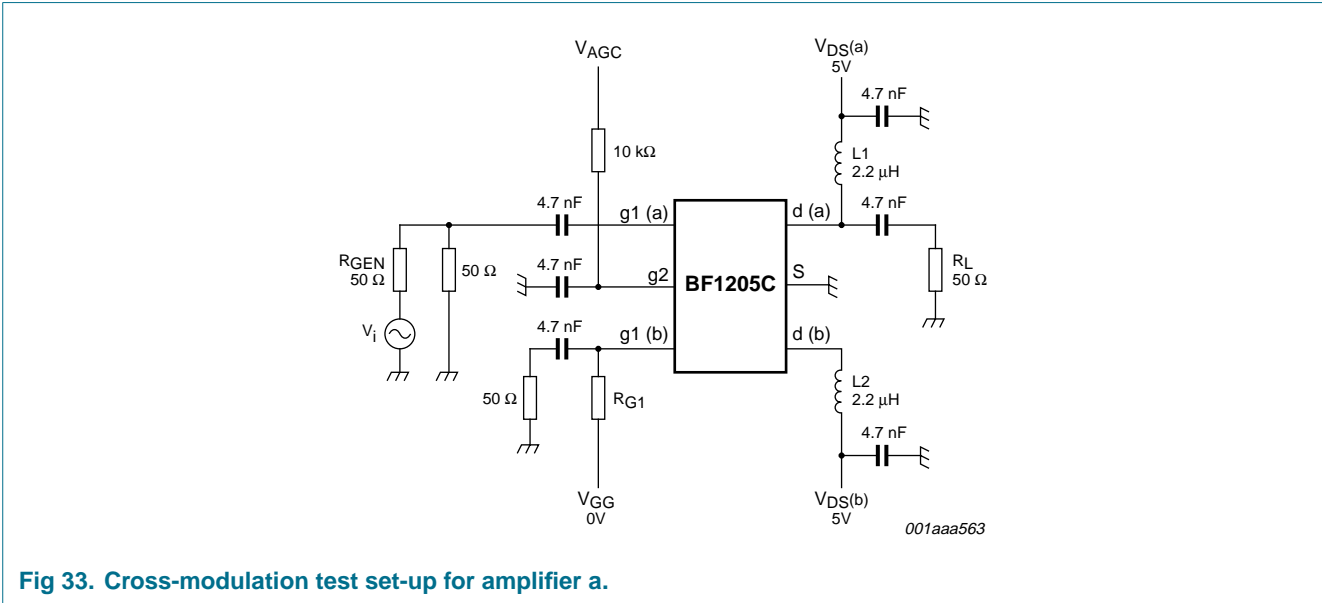 VAGC
VDS(a)
5V
4.7 nF
10 kΩ
L1
2.2 μH
4.7 nF
g1 (a)
d (a)
4.7 nF
RGEN
50 Ω
50 Ω
4.7 nF
g2
BF1205C
S
RL
50 Ω
Vi
4.7 nF
g1 (b)
d (b)
50 Ω
RG1
L2
2.2 μH
4.7 nF
VGG
0V
VDS(b)
5V
001aaa563
Fig 33. Cross-modulation test set-up for amplifier a.